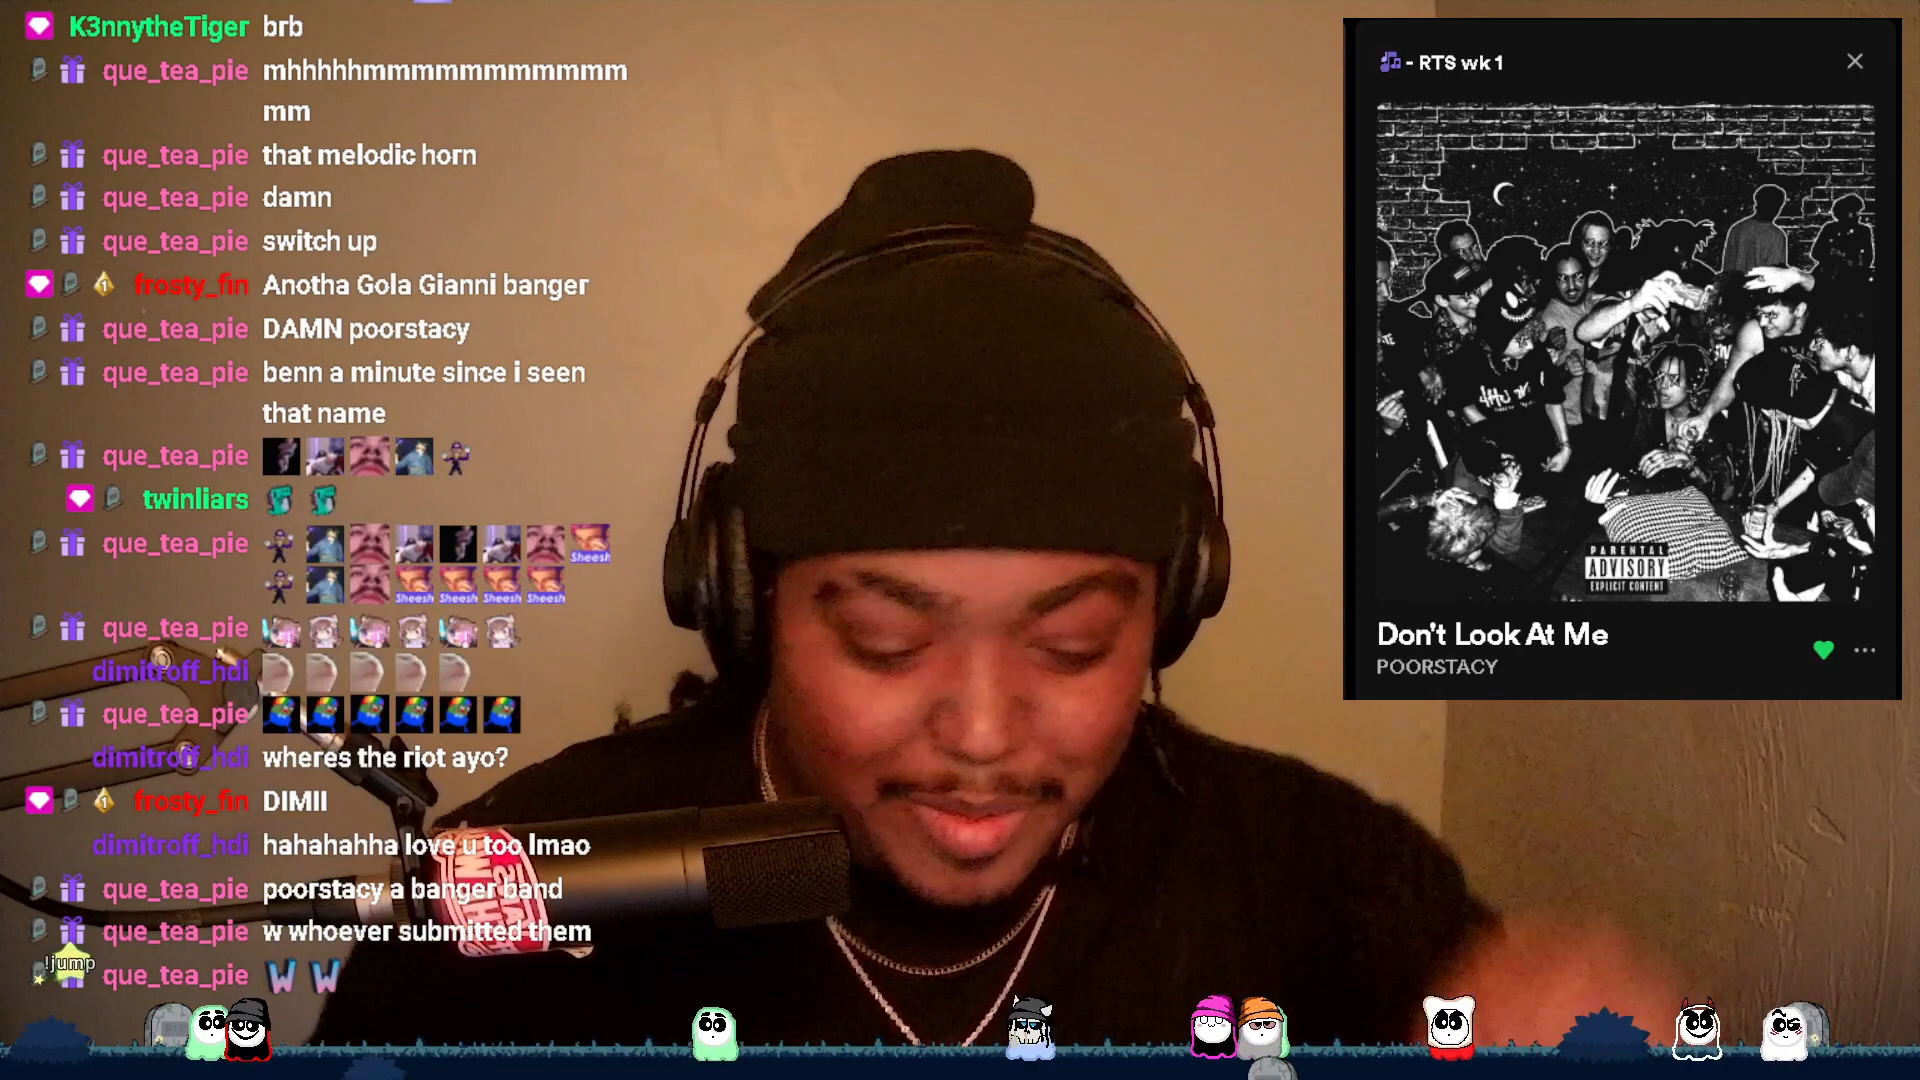 K3nnytheTiger brb
que_tea_pie mhhhhhmmmmmmmmmmmm
mm
que_tea_pie that melodic horn
que_tea_pie damn
que_tea_pie switch up
frosty_fin Anotha Gola Gianni banger
que_tea_pie DAMN poorstacy
que_tea_pie benn a minute since i seen
that name
que_tea_pie
twinliars
que_tea_pie Sheesh
Sheesh Sheesh Sheesh Sheesh
que_tea_pie
dimitroff_hdi
que_tea_pie
dimitroff_hdi wheres the riot ayo?
frosty_fin DIMII
dimitroff_hdi hahahahha love u too lmao
que_tea_pie poorstacy a banger band
que_tea_pie w whoever submitted them
!jump
que_tea_pie W W
- RTS wk 1
PARENTAL
ADVISORY
EXPLICIT CONTENT
Don't Look At Me
POORSTACY